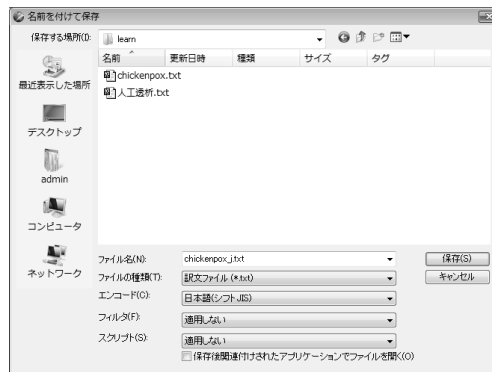 名前を付けて保存
保存する場所(I): learn
名前 更新日時 種類 サイズ タグ
chickenpox.txt
人工透析.txt
最近表示した場所
デスクトップ
admin
コンピュータ
ネットワーク
ファイル名(N): chickenpox_j.txt 保存(S)
ファイルの種類(T): 訳文ファイル (*.txt) キャンセル
エンコード(C): 日本語(シフトJIS)
フィルタ(F): 適用しない
スクリプト(S): 適用しない
保存後関連付けされたアプリケーションでファイルを開く(O)